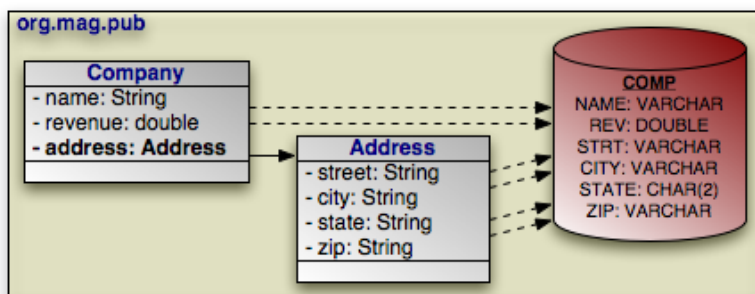 org.mag.pub
Company
- name: String
- revenue: double
- address: Address
Address
- street: String
- city: String
- state: String
- zip: String
COMP
NAME: VARCHAR
REV: DOUBLE
STRT: VARCHAR
CITY: VARCHAR
STATE: CHAR(2)
ZIP: VARCHAR